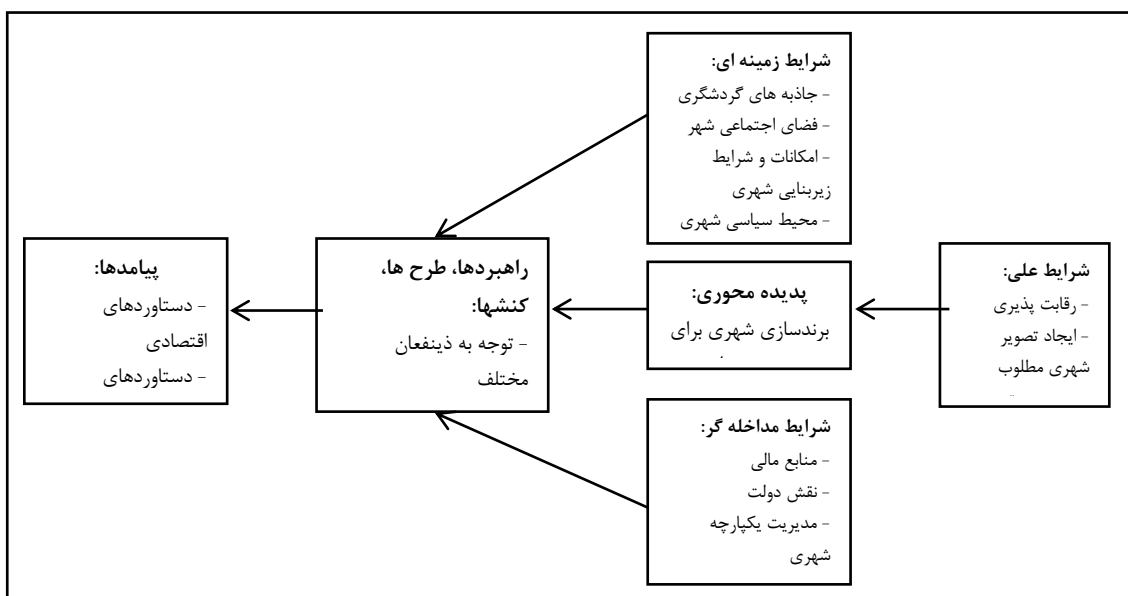 شرایط زمینه ای:
- جاذبه های گردشگری
- فضای اجتماعی شهر
- امکانات و شرایط
زیربنایی شهری
- محیط سیاسی شهری
شرایط علی:
- رقابت پذیری
- ایجاد تصویر
شهری مطلوب
پدیده محوری:
برندسازی شهری برای
راهبردها، طرح ها،
کنشها:
- توجه به ذینفعان
مختلف
پیامدها:
- دستاوردهای
اقتصادی
- دستاوردهای
شرایط مداخله گر:
- منابع مالی
- نقش دولت
- مدیریت یکپارچه
شهری